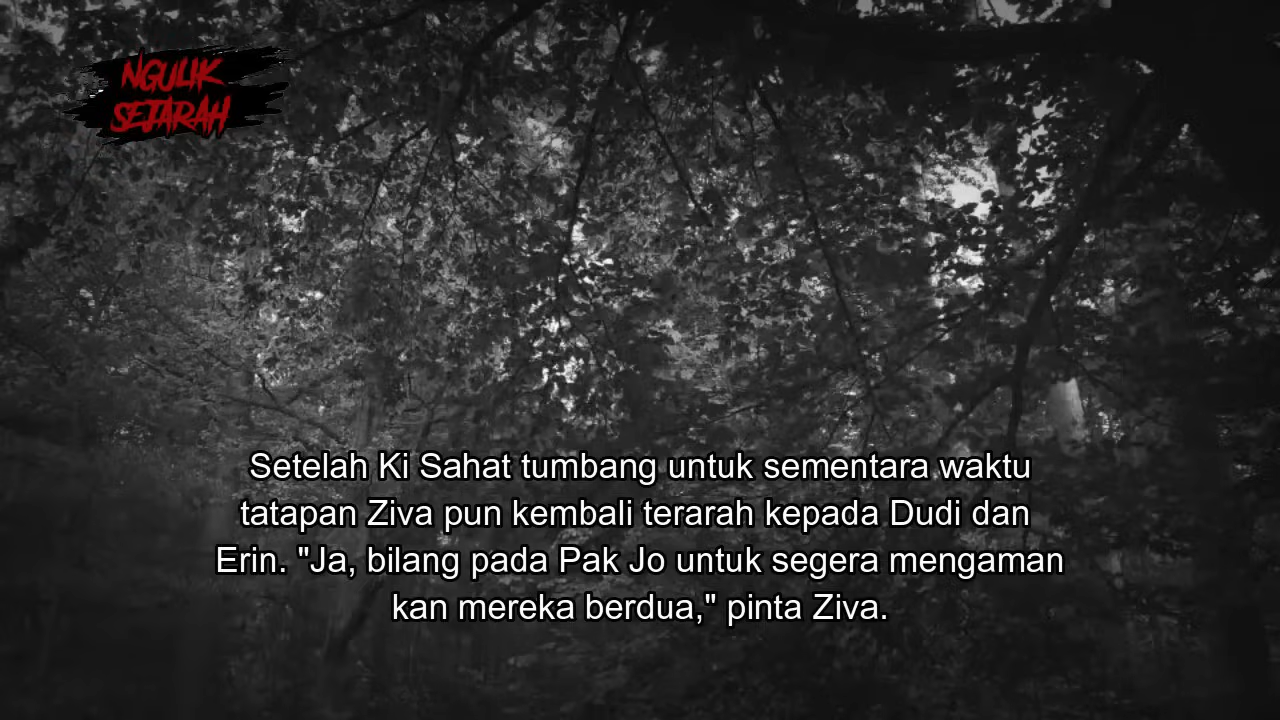 NGULIK
SEJARAH
Setelah Ki Sahat tumbang untuk sementara waktu
tatapan Ziva pun kembali terarah kepada Dudi dan
Erin. "Ja, bilang pada Pak Jo untuk segera mengaman
kan mereka berdua," pinta Ziva.